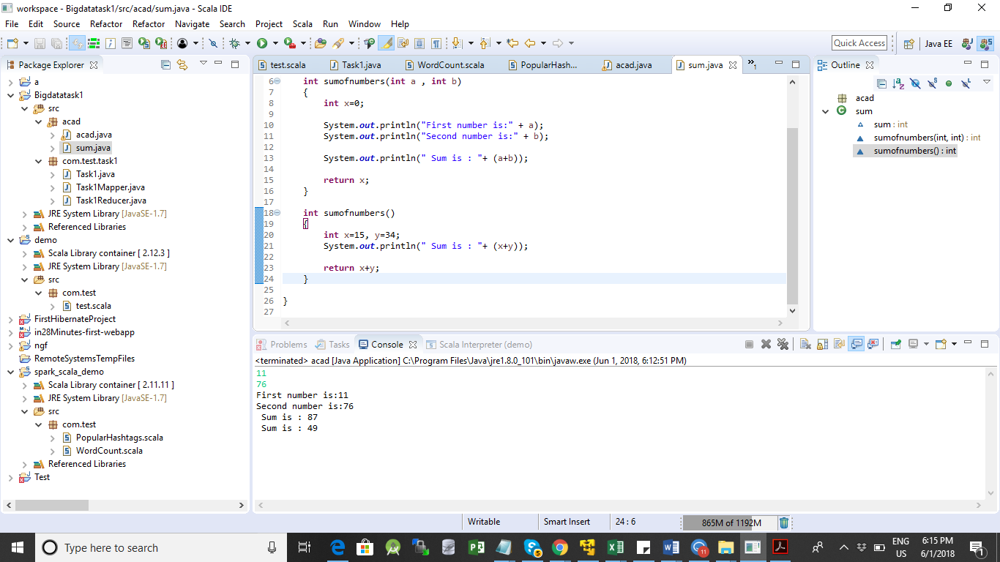 workspace - Bigdatatask1/src/acad/sum.java - Scala IDE
File Edit Source Refactor Refactor Navigate Search Project Scala Run Window Help
Quick Access Java EE
Package Explorer
a
Bigdatatask1
src
acad
acad.java
sum.java
com.test.task1
Task1.java
Task1Mapper.java
Task1Reducer.java
JRE System Library [JavaSE-1.7]
Referenced Libraries
demo
Scala Library container [ 2.12.3 ]
JRE System Library [JavaSE-1.7]
src
com.test
test.scala
FirstHibernateProject
in28Minutes-first-webapp
ngf
RemoteSystemsTempFiles
spark_scala_demo
Scala Library container [ 2.11.11 ]
JRE System Library [JavaSE-1.7]
src
com.test
PopularHashtags.scala
WordCount.scala
Referenced Libraries
Test
test.scala Task1.java WordCount.scala PopularHash... acad.java sum.java »1
6 int sumofnumbers(int a , int b)
7 {
8 int x=0;
9
10 System.out.println("First number is:" + a);
11 System.out.println("Second number is:" + b);
12
13 System.out.println(" Sum is : "+ (a+b));
14
15 return x;
16 }
17
18 int sumofnumbers()
19 {
20 int x=15, y=34;
21 System.out.println(" Sum is : "+ (x+y));
22
23 return x+y;
24 }
25
26 }
27
Outline
acad
sum
sum : int
sumofnumbers(int, int) : int
sumofnumbers() : int
Problems Tasks Console Scala Interpreter (demo)
<terminated> acad [Java Application] C:\Program Files\Java\jre1.8.0_101\bin\javaw.exe (Jun 1, 2018, 6:12:51 PM)
11
76
First number is:11
Second number is:76
Sum is : 87
Sum is : 49
Writable Smart Insert 24 : 6 865M of 1192M
Type here to search
ENG US
6:15 PM
6/1/2018